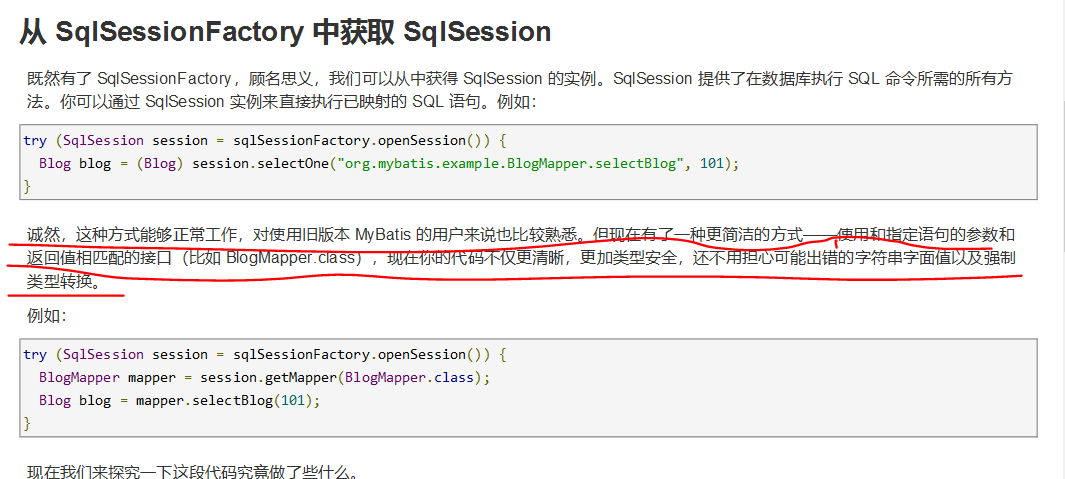 从 SqlSessionFactory 中获取 SqlSession
既然有了 SqlSessionFactory，顾名思义，我们可以从中获得 SqlSession 的实例。SqlSession 提供了在数据库执行 SQL 命令所需的所有方
法。你可以通过 SqlSession 实例来直接执行已映射的 SQL 语句。例如：
try (SqlSession session = sqlSessionFactory.openSession()) {
  Blog blog = (Blog) session.selectOne("org.mybatis.example.BlogMapper.selectBlog", 101);
}
诚然，这种方式能够正常工作，对使用旧版本 MyBatis 的用户来说也比较熟悉。但现在有了一种更简洁的方式——使用和指定语句的参数和
返回值相匹配的接口（比如 BlogMapper.class），现在你的代码不仅更清晰，更加类型安全，还不用担心可能出错的字符串字面值以及强制
类型转换。
例如：
try (SqlSession session = sqlSessionFactory.openSession()) {
  BlogMapper mapper = session.getMapper(BlogMapper.class);
  Blog blog = mapper.selectBlog(101);
}
现在我们来探究一下这段代码究竟做了些什么。